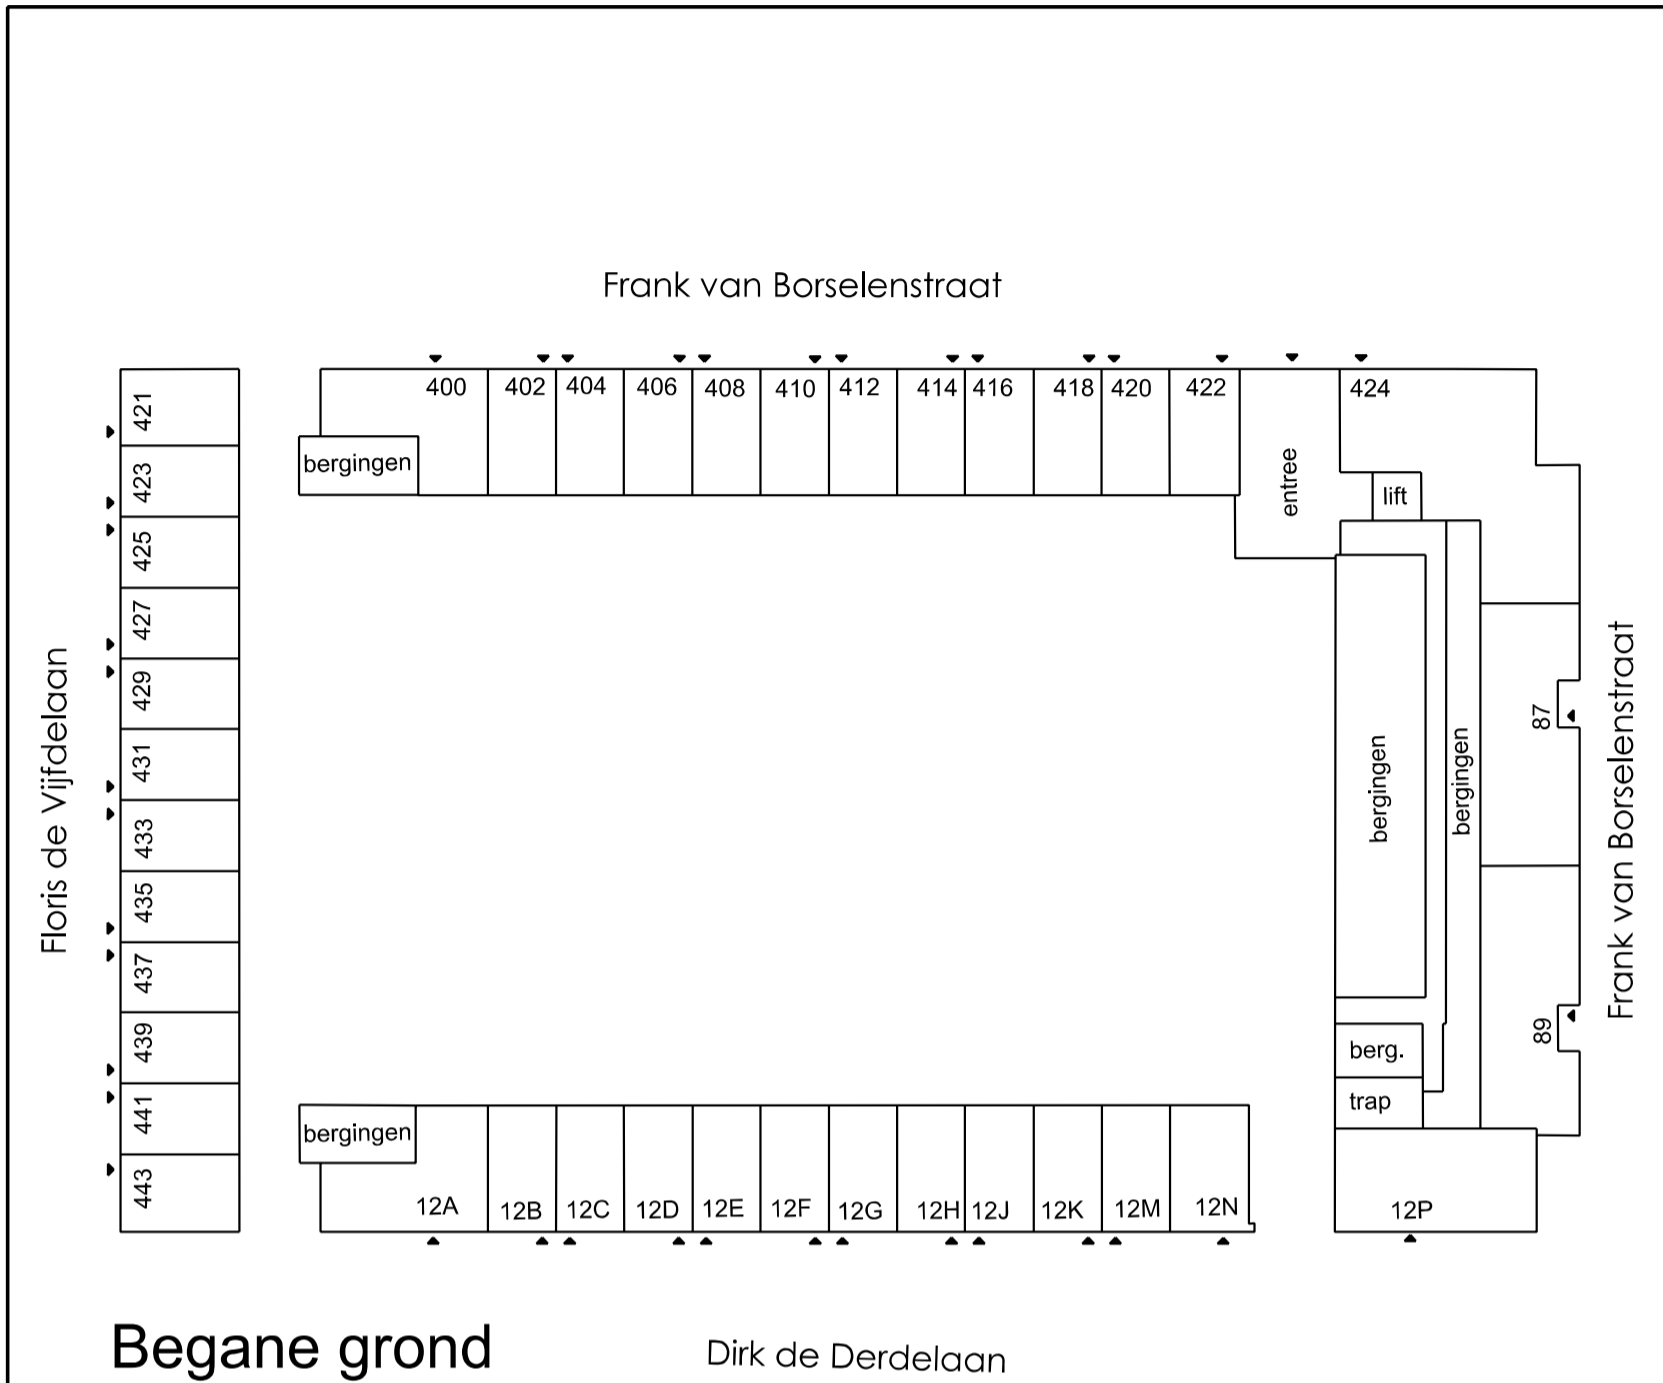 Frank van Borselenstraat
400 402 404 406 408 410 412 414 416 418 420 422 424
bergingen
entree
lift
421
423
425
427
429
431
433
435
437
439
441
443
Floris de Vijfdelaan
bergingen
bergingen
87
89
Frank van Borselenstraat
berg.
trap
bergingen
12A 12B 12C 12D 12E 12F 12G 12H 12J 12K 12M 12N 12P
Begane grond
Dirk de Derdelaan